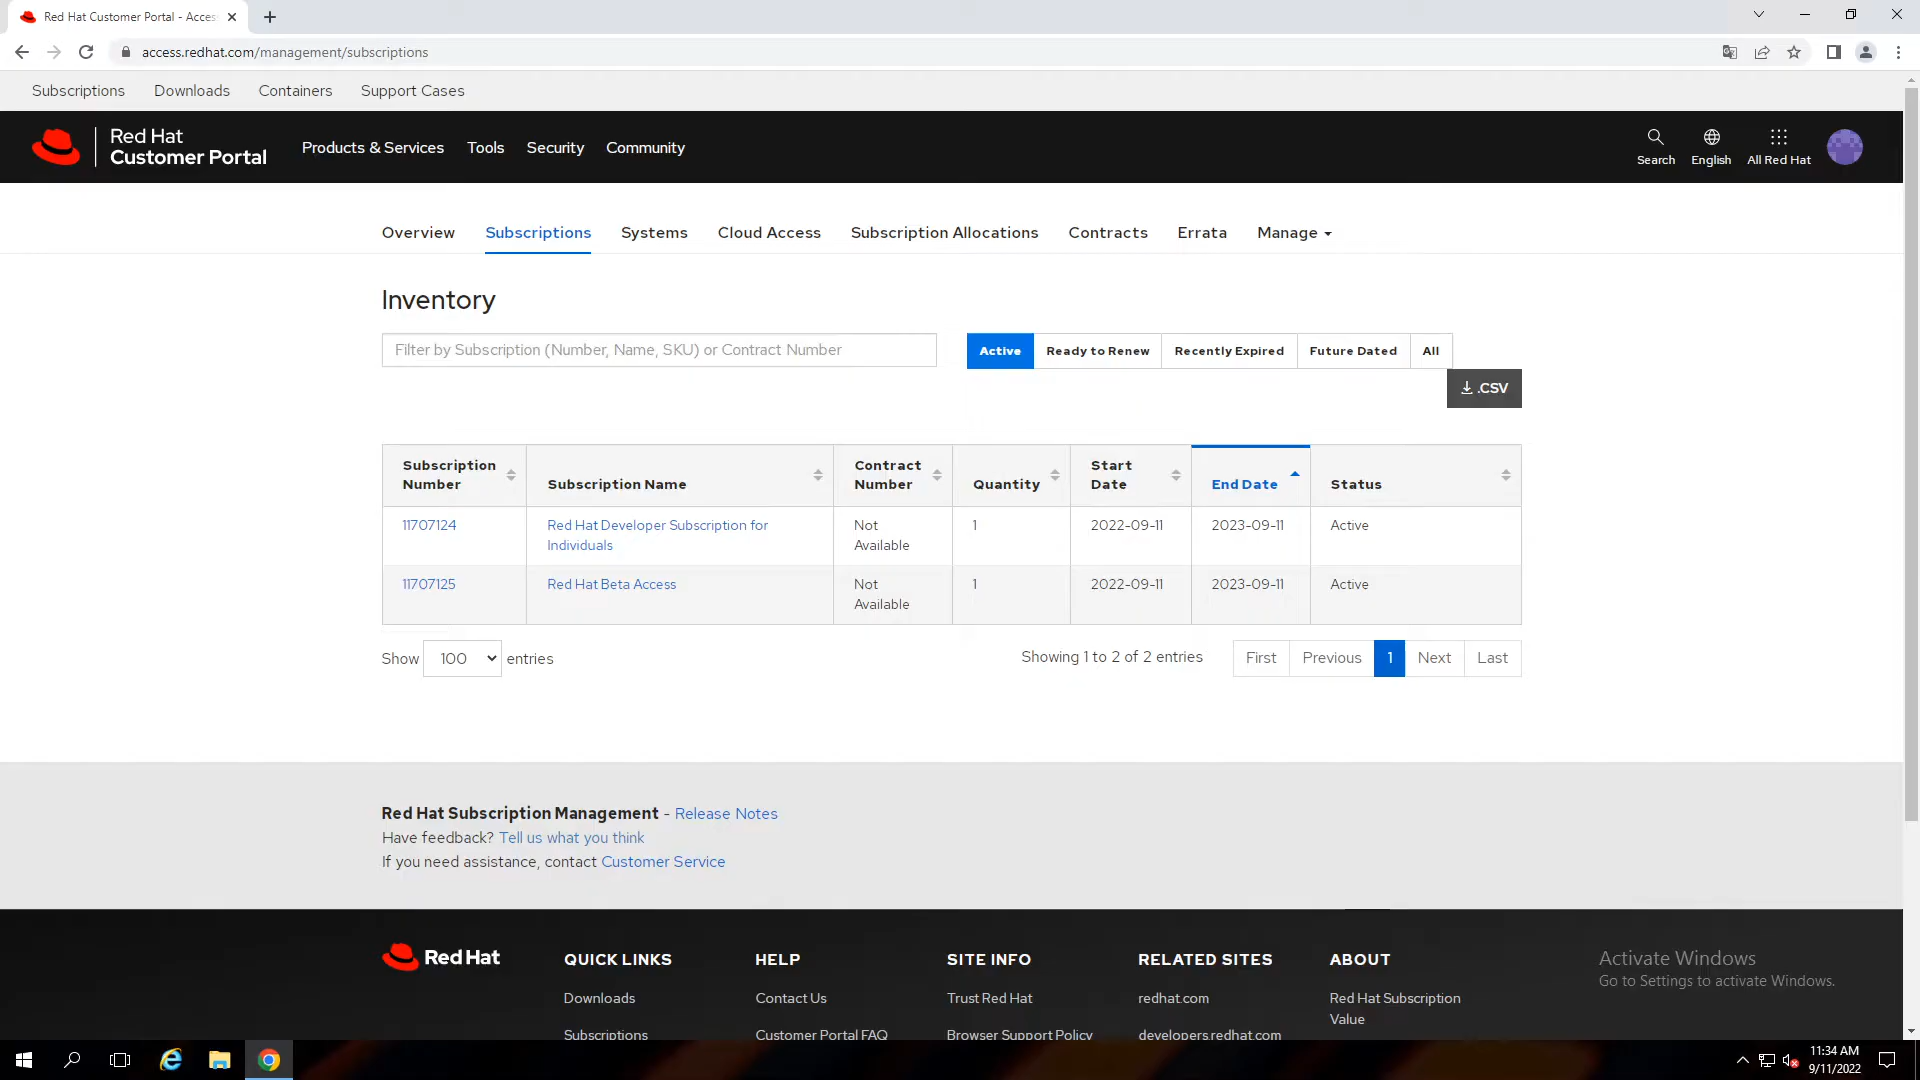 Red Hat Customer Portal - Acces
access.redhat.com/management/subscriptions
Subscriptions Downloads Containers Support Cases
Red Hat
Customer Portal
Products & Services Tools Security Community
Search English All Red Hat
Overview Subscriptions Systems Cloud Access Subscription Allocations Contracts Errata Manage
Inventory
Filter by Subscription (Number, Name, SKU) or Contract Number
Active Ready to Renew Recently Expired Future Dated All
.CSV
Subscription Number Subscription Name Contract Number Quantity Start Date End Date Status
11707124 Red Hat Developer Subscription for Individuals Not Available 1 2022-09-11 2023-09-11 Active
11707125 Red Hat Beta Access Not Available 1 2022-09-11 2023-09-11 Active
Show 100 entries Showing 1 to 2 of 2 entries First Previous 1 Next Last
Red Hat Subscription Management - Release Notes
Have feedback? Tell us what you think
If you need assistance, contact Customer Service
Red Hat QUICK LINKS HELP SITE INFO RELATED SITES ABOUT
Activate Windows
Go to Settings to activate Windows.
Downloads Contact Us Trust Red Hat redhat.com Red Hat Subscription Value
Subscriptions Customer Portal FAQ Browser Support Policy developers.redhat.com
11:34 AM
9/11/2022